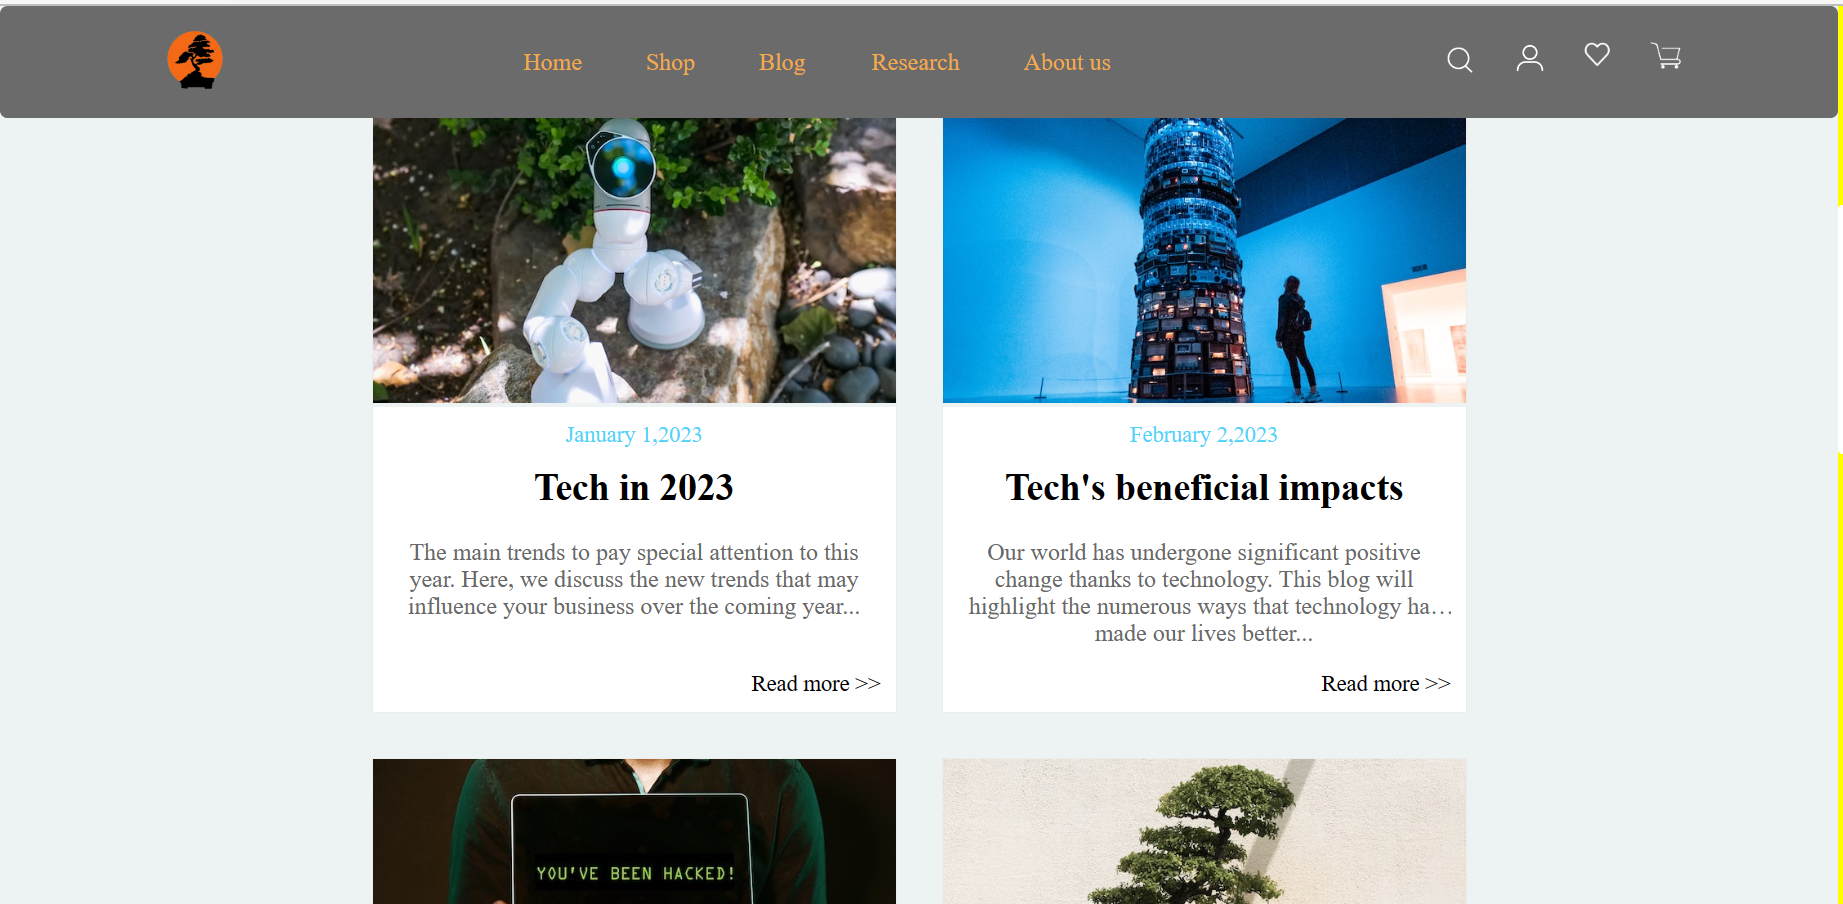 Home Shop Blog Research About us
January 1,2023
Tech in 2023
The main trends to pay special attention to this
year. Here, we discuss the new trends that may
influence your business over the coming year...
Read more >>
February 2,2023
Tech's beneficial impacts
Our world has undergone significant positive
change thanks to technology. This blog will
highlight the numerous ways that technology ha…
made our lives better...
Read more >>
YOU'VE BEEN HACKED!